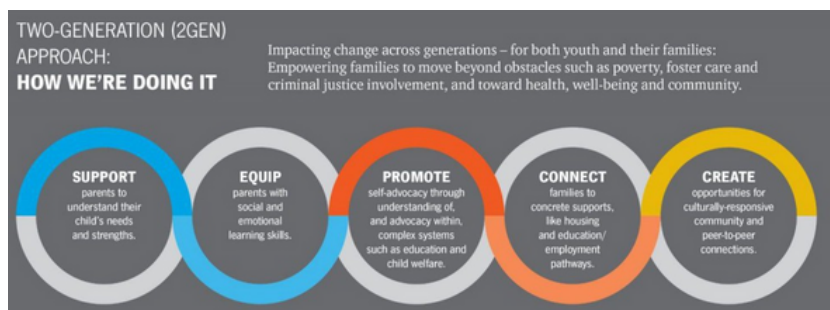 TWO-GENERATION (2GEN)
APPROACH:
HOW WE'RE DOING IT
Impacting change across generations – for both youth and their families:
Empowering families to move beyond obstacles such as poverty, foster care and
criminal justice involvement, and toward health, well-being and community.
SUPPORT
parents to
understand their
child's needs
and strengths.
EQUIP
parents with
social and
emotional
learning skills.
PROMOTE
self-advocacy through
understanding of,
and advocacy within,
complex systems
such as education and
child welfare.
CONNECT
families to
concrete supports,
like housing
and education/
employment
pathways.
CREATE
opportunities for
culturally-responsive
community and
peer-to-peer
connections.